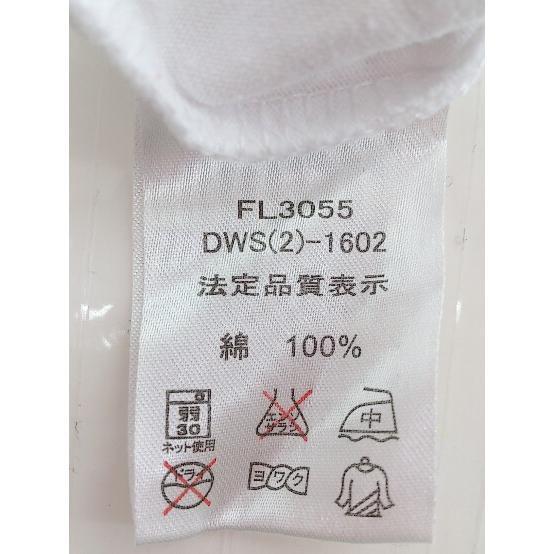 FL3055
DWS(2)-1602
法定品質表示
綿 100%
弱
30
ネット使用
エンソ
サラシ
中
ドライ
ヨワク